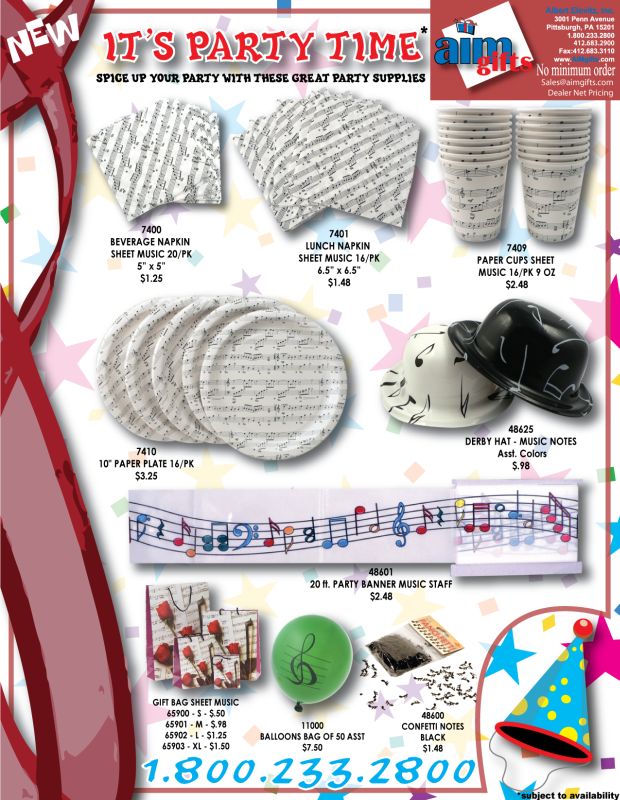 NEW
IT'S PARTY TIME*
SPICE UP YOUR PARTY WITH THESE GREAT PARTY SUPPLIES
aim
gifts
Albert Elovitz, Inc.
3001 Penn Avenue
Pittsburgh, PA 15201
1.800.233.2800
412.683.2900
Fax:412.683.3110
www.AIMgifts.com
No minimum order
Sales@aimgifts.com
Dealer Net Pricing
7400
BEVERAGE NAPKIN
SHEET MUSIC 20/PK
5" x 5"
$1.25
7401
LUNCH NAPKIN
SHEET MUSIC 16/PK
6.5" x 6.5"
$1.48
7409
PAPER CUPS SHEET
MUSIC 16/PK 9 OZ
$2.48
7410
10" PAPER PLATE 16/PK
$3.25
48625
DERBY HAT - MUSIC NOTES
Asst. Colors
$.98
48601
20 ft. PARTY BANNER MUSIC STAFF
$2.48
GIFT BAG SHEET MUSIC
65900 - S - $.50
65901 - M - $.98
65902 - L - $1.25
65903 - XL - $1.50
11000
BALLOONS BAG OF 50 ASST
$7.50
48600
CONFETTI NOTES
BLACK
$1.48
1.800.233.2800
*subject to availability